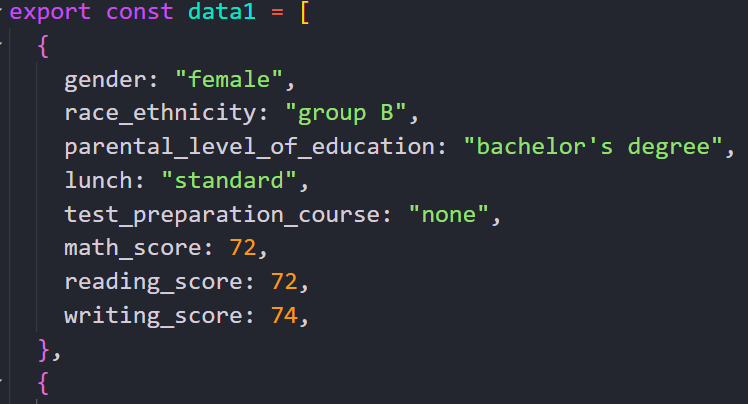 export const data1 = [
{
gender: "female",
race_ethnicity: "group B",
parental_level_of_education: "bachelor's degree",
lunch: "standard",
test_preparation_course: "none",
math_score: 72,
reading_score: 72,
writing_score: 74,
},
{